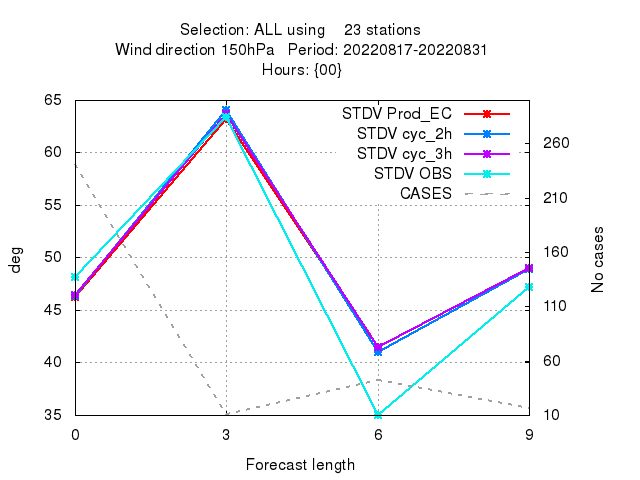 Selection: ALL using 23 stations
Wind direction 150hPa Period: 20220817-20220831
Hours: {00}
STDV Prod_EC
STDV cyc_2h
STDV cyc_3h
STDV OBS
CASES
65
60
55
50
45
40
35
deg
260
210
160
110
60
10
No cases
0 3 6 9
Forecast length